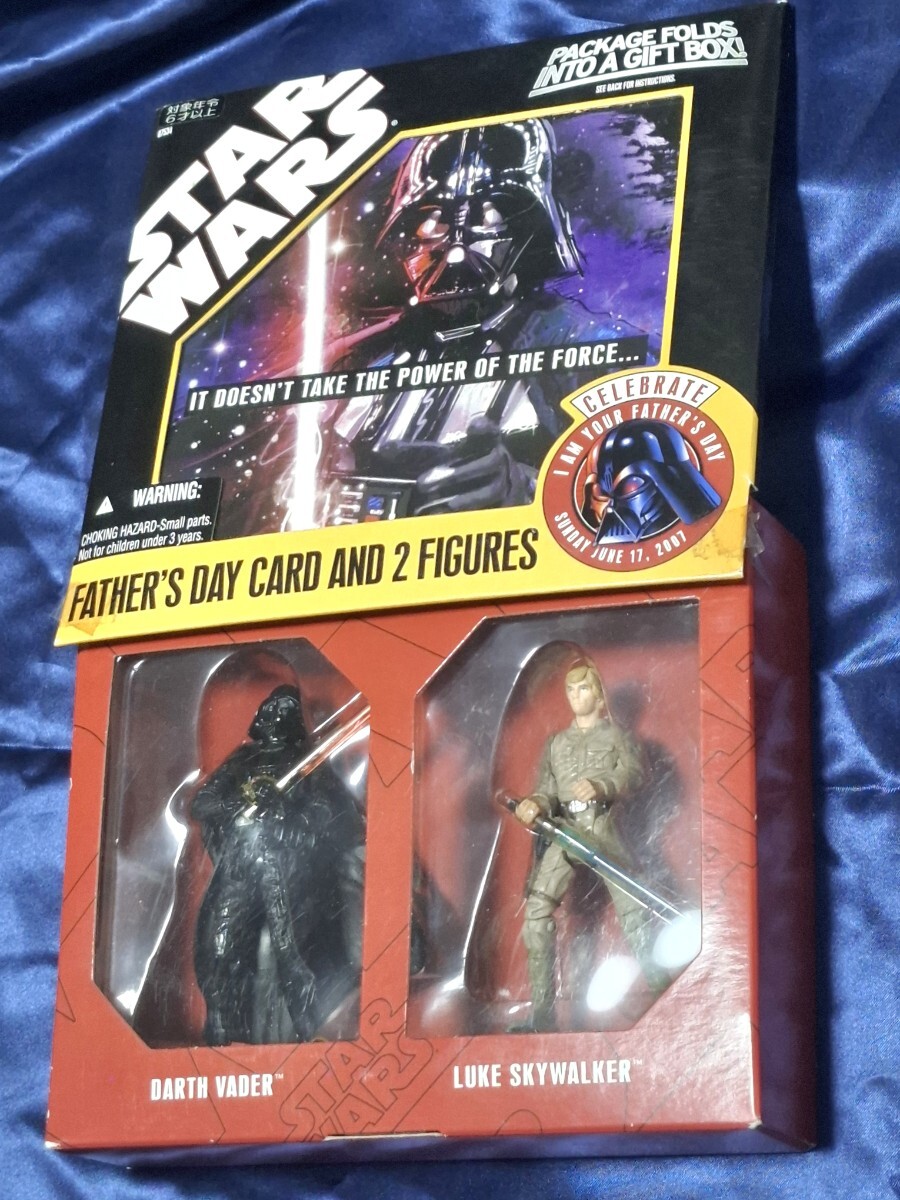 PACKAGE FOLDS
INTO A GIFT BOX!
SEE BACK FOR INSTRUCTIONS.
対象年令
6才以上
87534
STAR
WARS
IT DOESN'T TAKE THE POWER OF THE FORCE...
CELEBRATE
I AM YOUR FATHER'S DAY
SUNDAY JUNE 17, 2007
WARNING:
CHOKING HAZARD-Small parts.
Not for children under 3 years.
FATHER'S DAY CARD AND 2 FIGURES
DARTH VADER™
LUKE SKYWALKER™
STAR
WARS